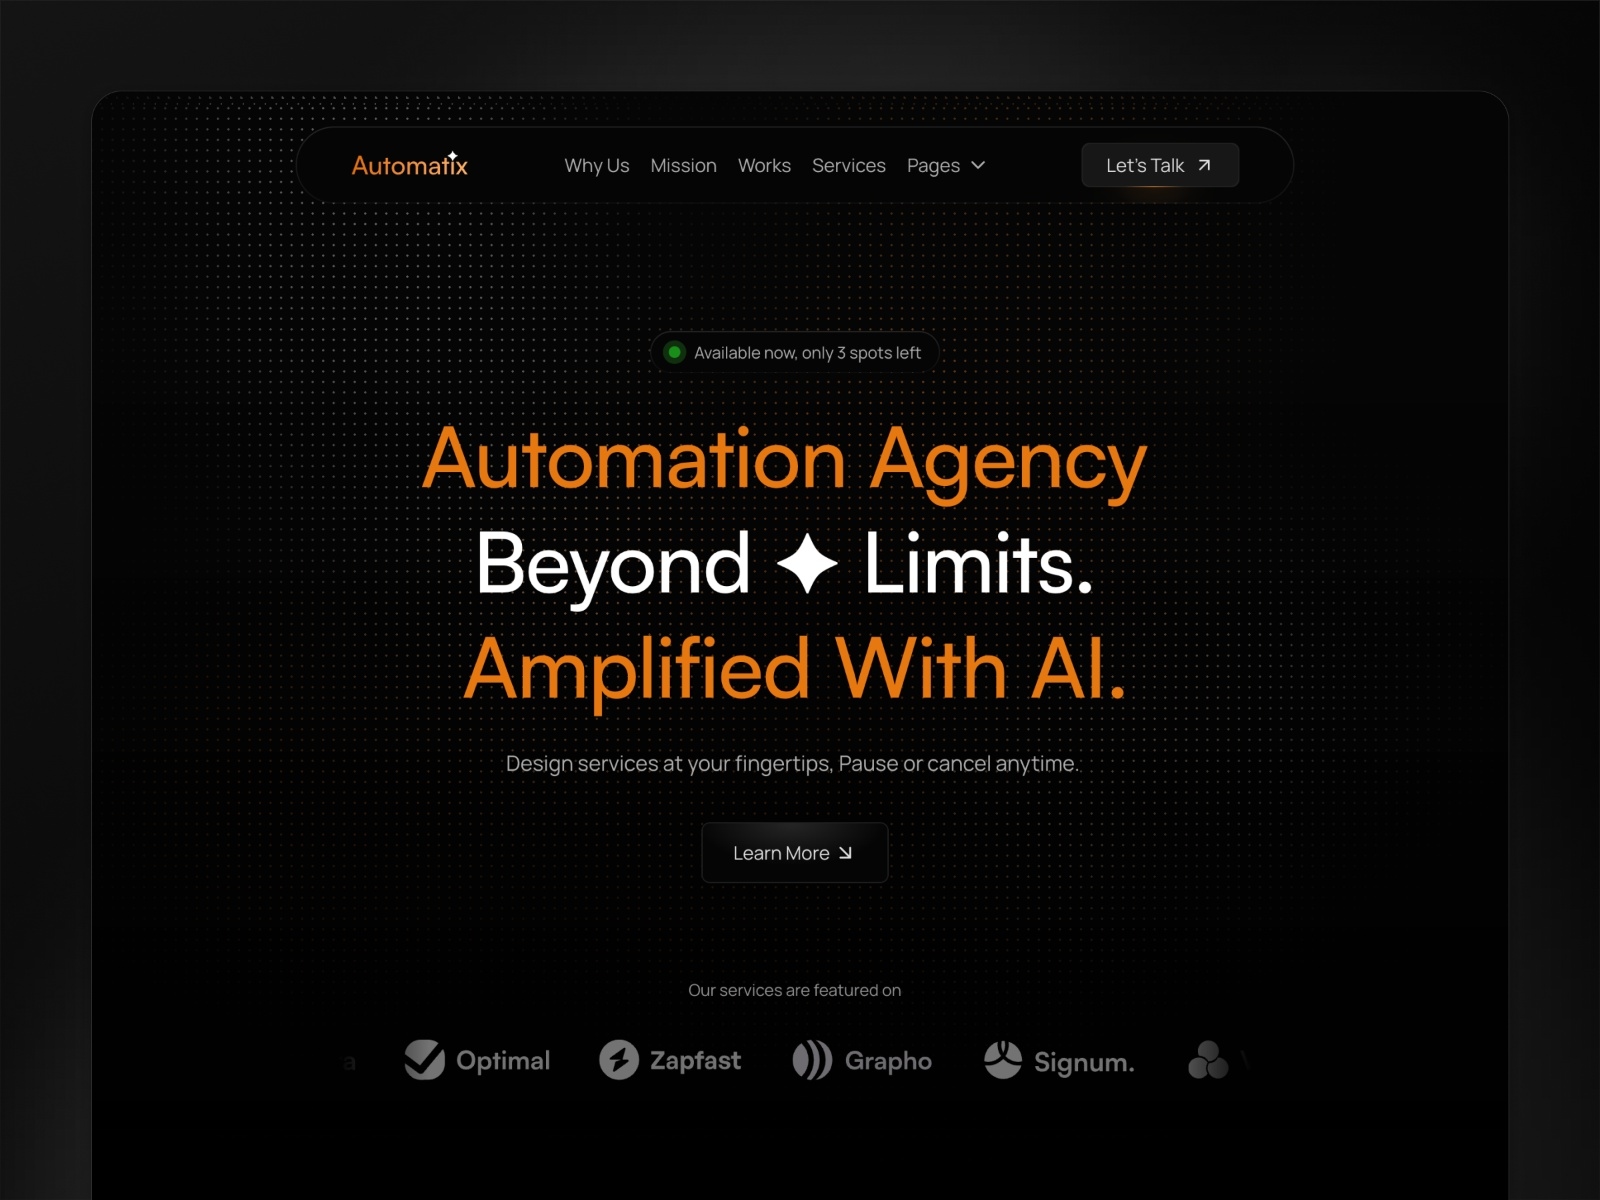 Automatix
Why Us Mission Works Services Pages
Let's Talk
Available now, only 3 spots left
Automation Agency
Beyond Limits.
Amplified With AI.
Design services at your fingertips, Pause or cancel anytime.
Learn More
Our services are featured on
a Optimal Zapfast Grapho Signum.